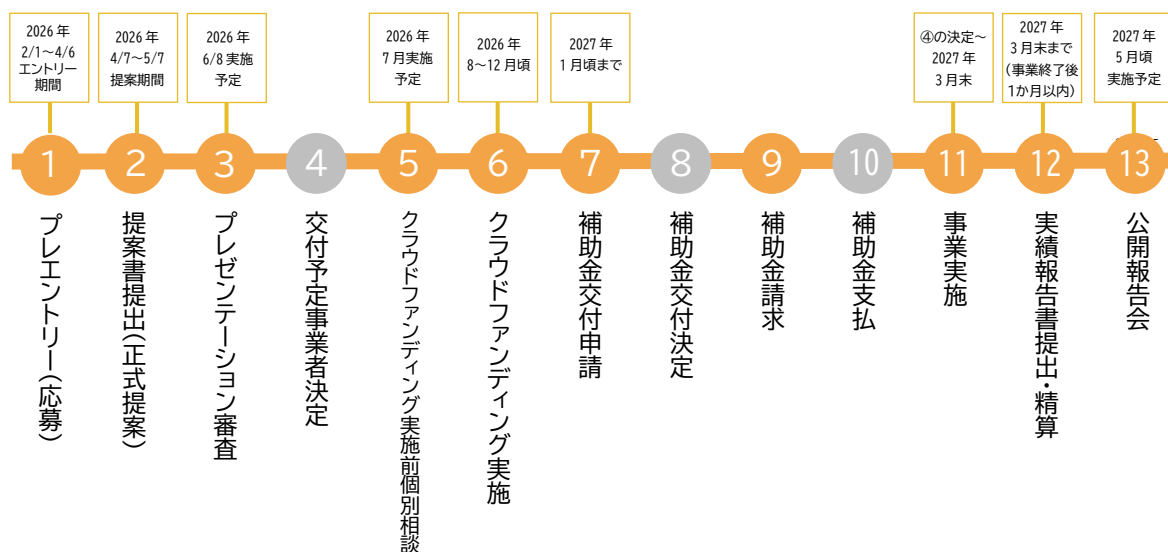 2026年
2/1～4/6
エントリー
期間
2026年
4/7～5/7
提案期間
2026年
6/8実施
予定
2026年
7月実施
予定
2026年
8～12月頃
2027年
1月頃まで
④の決定～
2027年
3月末
2027年
3月末まで
(事業終了後
1か月以内)
2027年
5月頃
実施予定
1
2
3
4
5
6
7
8
9
10
11
12
13
プレエントリー(応募)
提案書提出(正式提案)
プレゼンテーション審査
交付予定事業者決定
クラウドファンディング実施前個別相談
クラウドファンディング実施
補助金交付申請
補助金交付決定
補助金請求
補助金支払
事業実施
実績報告書提出・精算
公開報告会